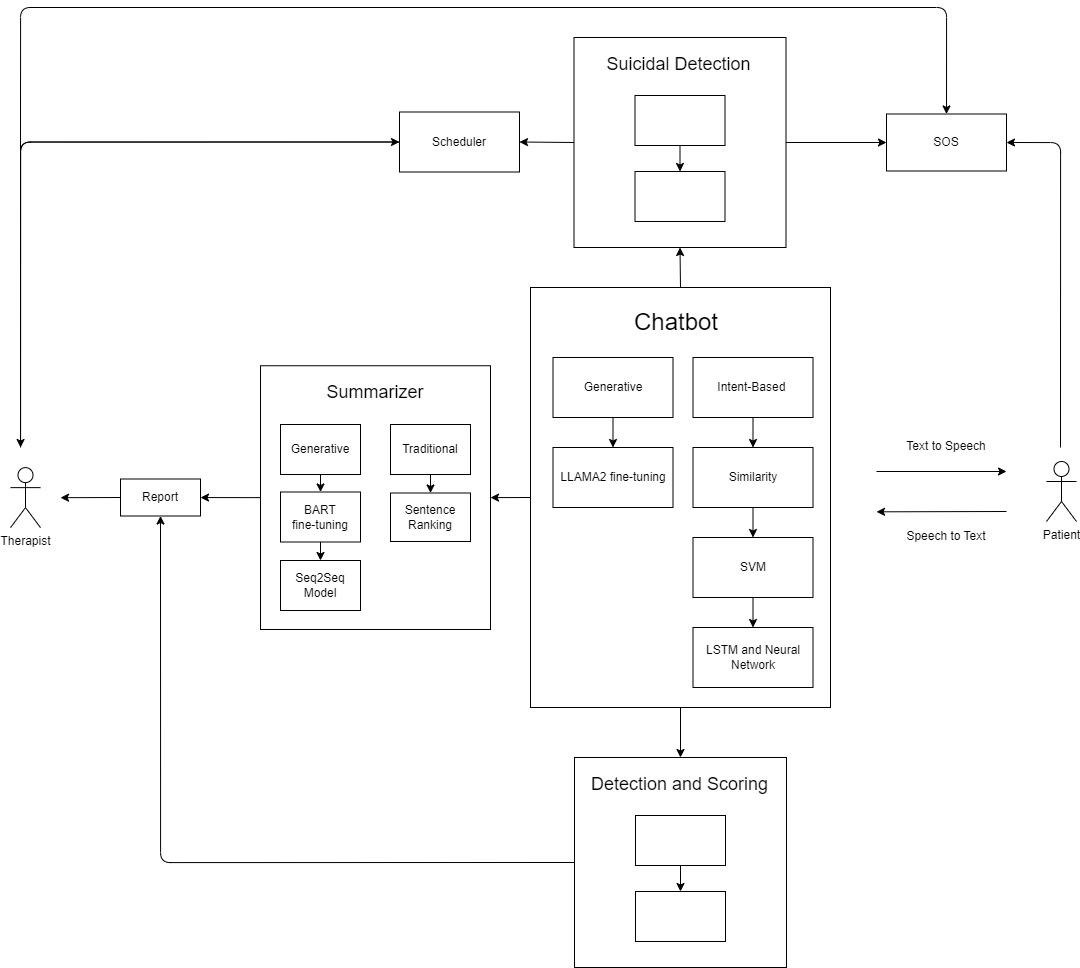 Suicidal Detection
Scheduler
SOS
Chatbot
Generative
Intent-Based
LLAMA2 fine-tuning
Similarity
SVM
LSTM and Neural
Network
Summarizer
Generative
Traditional
BART
fine-tuning
Sentence
Ranking
Seq2Seq
Model
Report
Therapist
Text to Speech
Speech to Text
Patient
Detection and Scoring